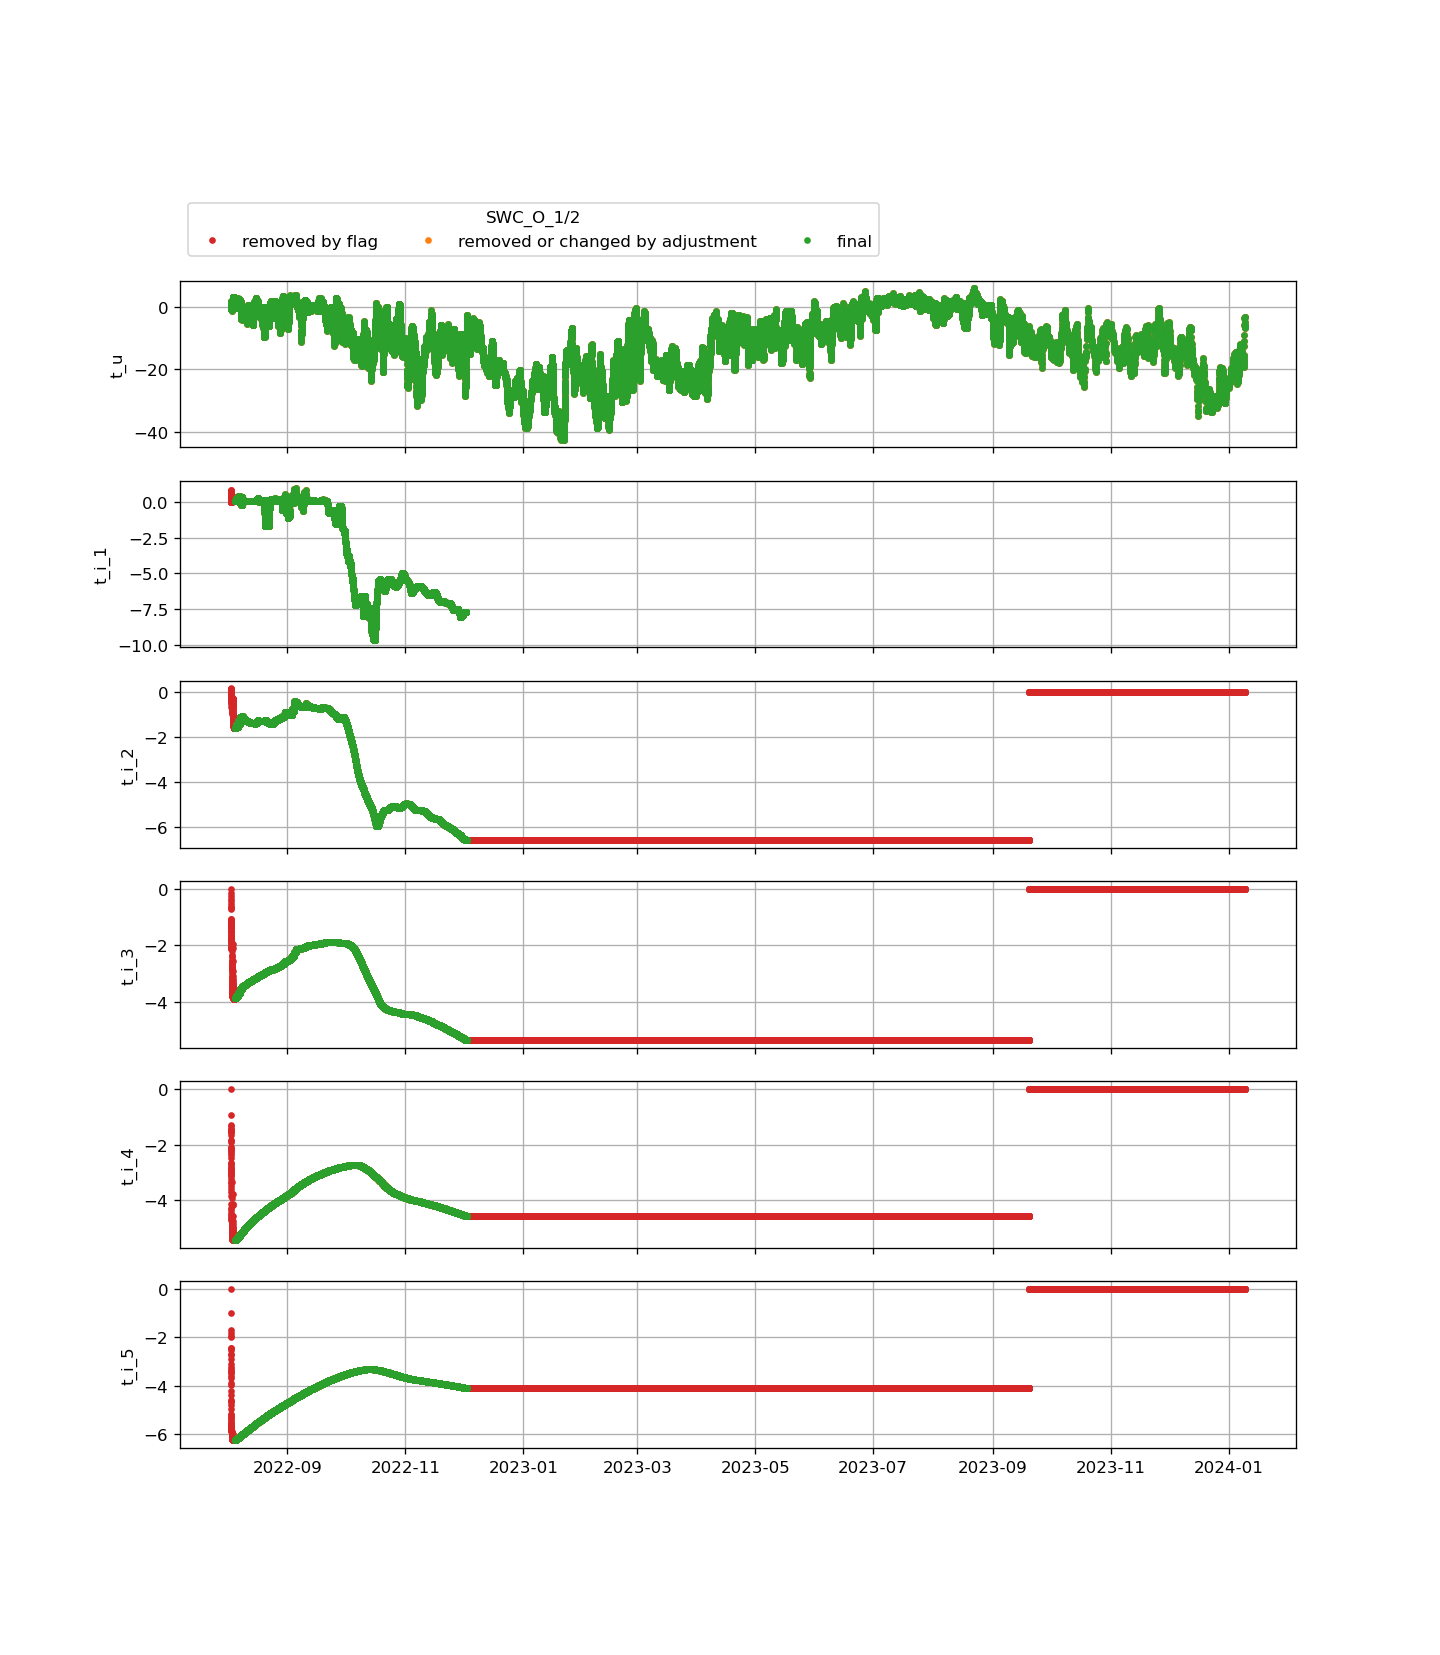 SWC_O_1/2
removed by flag removed or changed by adjustment final
0
−20
−40
t_u
0.0
−2.5
−5.0
−7.5
−10.0
t_i_1
0
−2
−4
−6
t_i_2
0
−2
−4
t_i_3
0
−2
−4
t_i_4
0
−2
−4
−6
t_i_5
2022-09 2022-11 2023-01 2023-03 2023-05 2023-07 2023-09 2023-11 2024-01